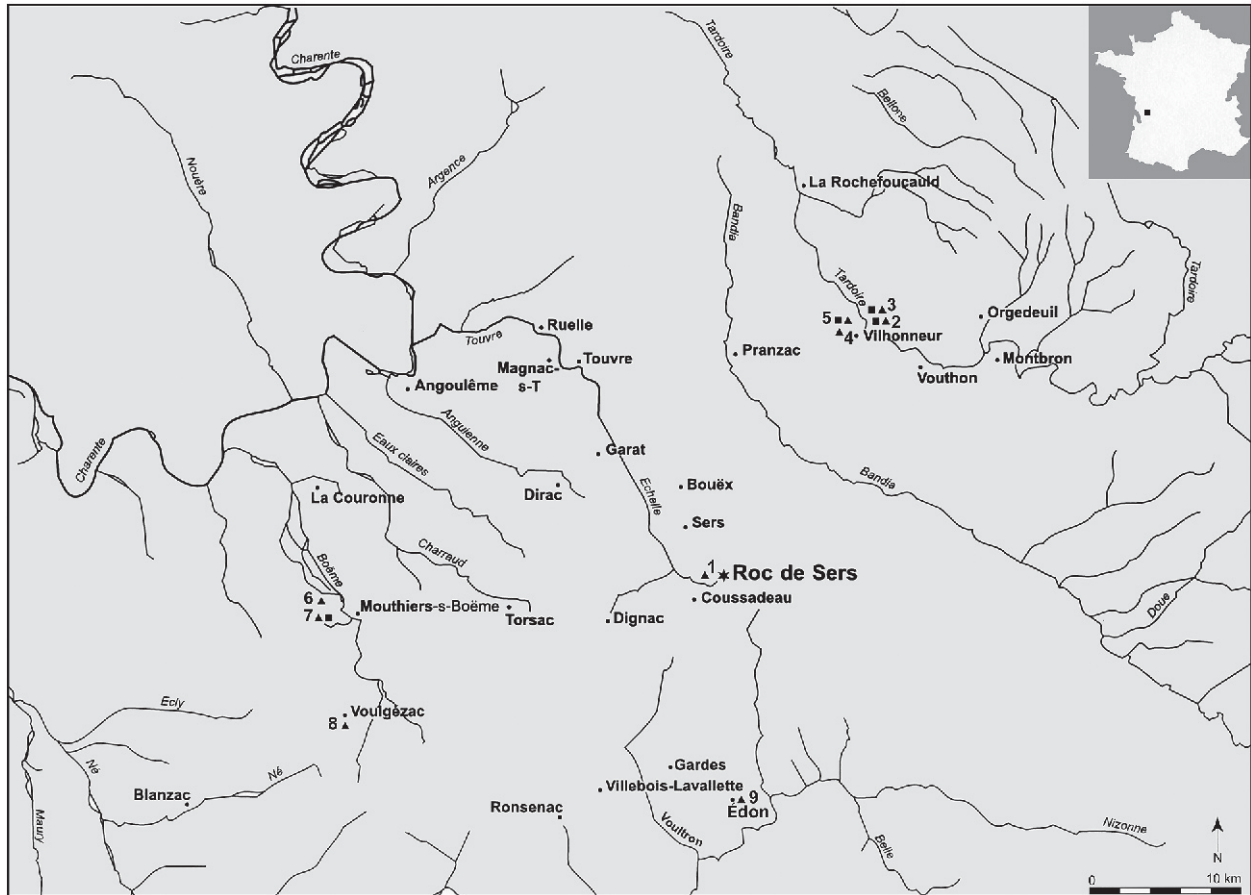 Charente
Tardoire
Bellone
Nouère
Argence
La Rochefoucauld
Bandia
Tardoire
Tardoire
3
5
2
Orgedeuil
4
Vilhonneur
Ruelle
Touvre
Pranzac
Montbron
Magnac-
s-T
Touvre
Vouthon
Angoulême
Anguienne
Eaux claires
Garat
Charente
Bandia
La Couronne
Dirac
Echelle
Bouëx
Sers
Charraud
Boëme
1
Roc de Sers
6
Coussadeau
7
Mouthiers-s-Boëme
Torsac
Dignac
Doue
Ecly
Voulgézac
8
Né
Né
Gardes
Blanzac
Villebois-Lavallette
9
Édon
Ronsenac
Maury
Voultron
Belle
Nizonne
N
0
10 km